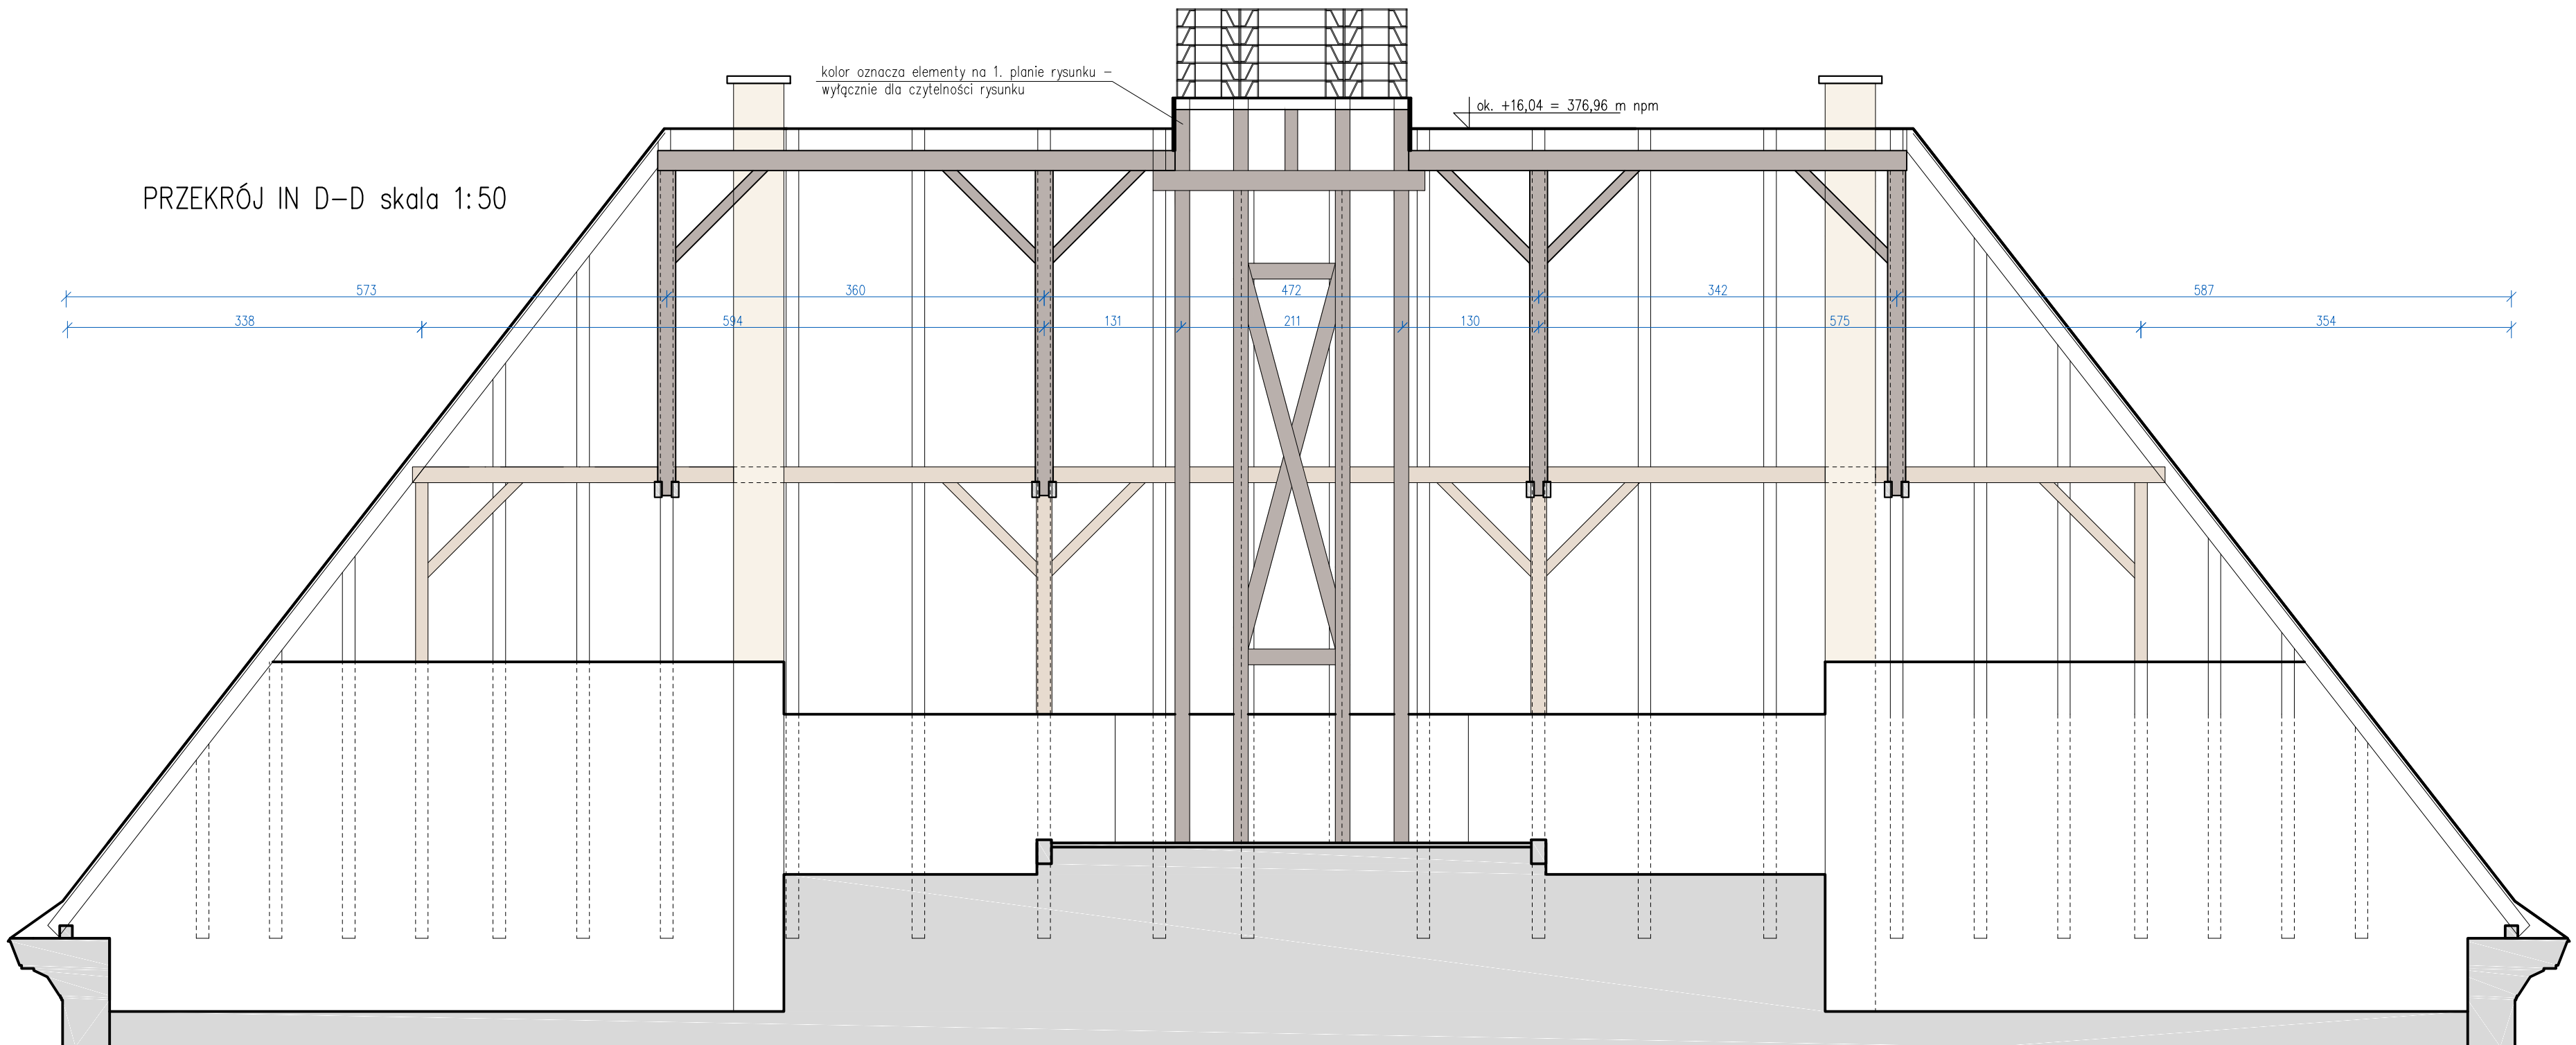 kolor oznacza elementy na 1. planie rysunku –
wyłącznie dla czytelności rysunku
ok. +16,04 = 376,96 m npm
PRZEKRÓJ IN D–D skala 1:50
573 360 472 342 587
338 594 131 211 130 575 354